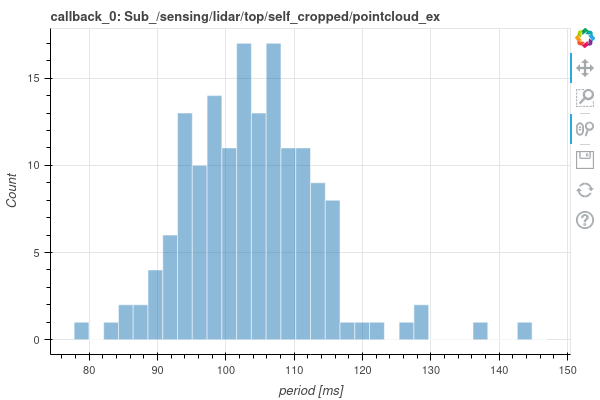 callback_0: Sub_/sensing/lidar/top/self_cropped/pointcloud_ex
15
10
5
0
Count
80 90 100 110 120 130 140 150
period [ms]